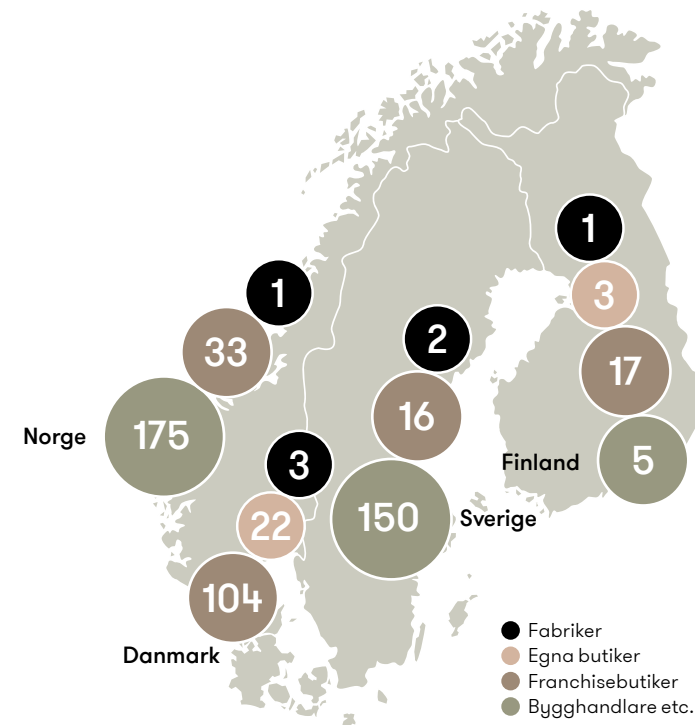 1
1
3
2
33
17
16
Norge
175
3
Finland
5
22
150
Sverige
104
Danmark
Fabriker
Egna butiker
Franchisebutiker
Bygghandlare etc.